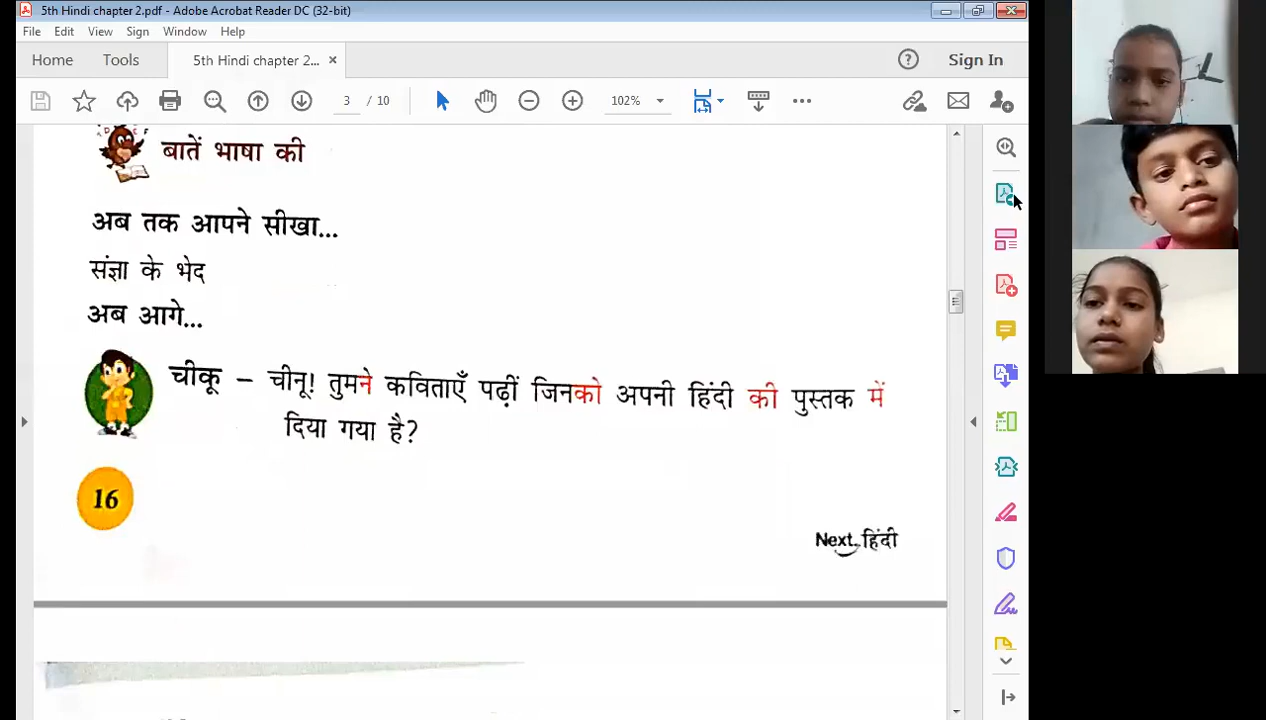 5th Hindi chapter 2.pdf - Adobe Acrobat Reader DC (32-bit)
File Edit View Sign Window Help
Home Tools 5th Hindi chapter 2... × Sign In
3 / 10 102%
बातें भाषा की
अब तक आपने सीखा...
संज्ञा के भेद
अब आगे...
चीकू – चीनू! तुमने कविताएँ पढ़ीं जिनको अपनी हिंदी की पुस्तक में
दिया गया है?
16
Next हिंदी